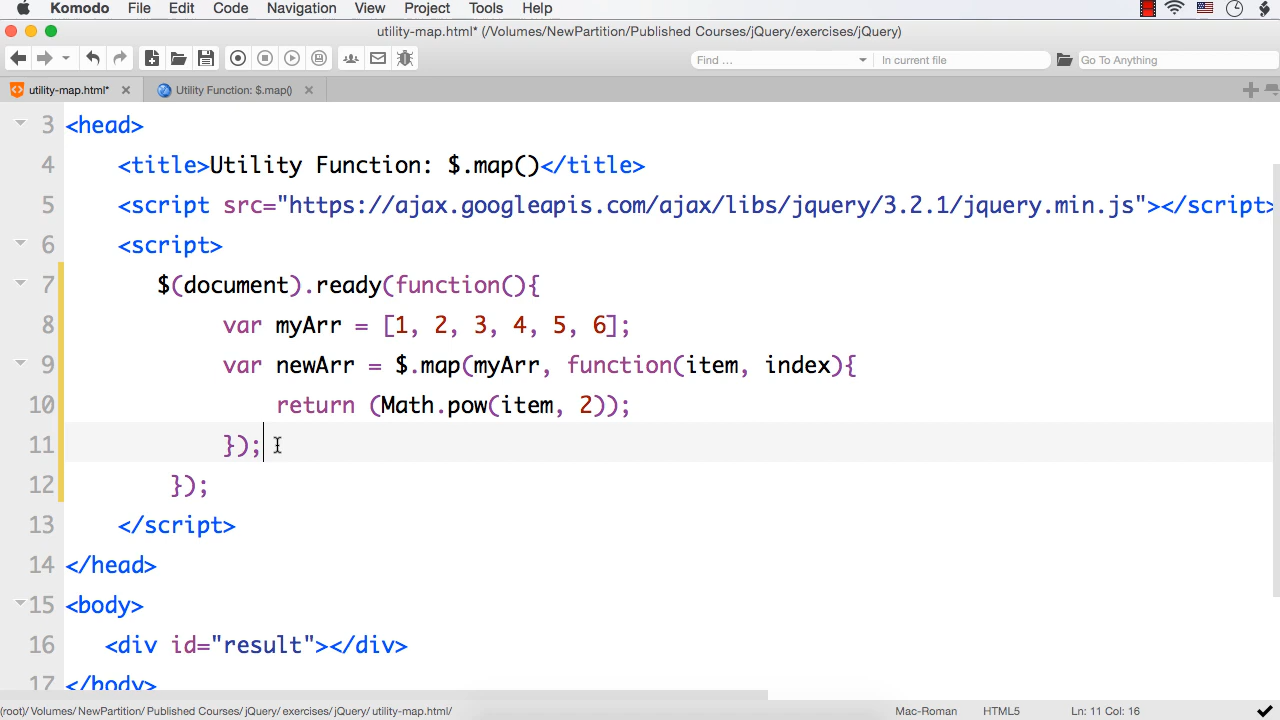 Komodo File Edit Code Navigation View Project Tools Help
utility-map.html* (/Volumes/NewPartition/Published Courses/jQuery/exercises/jQuery)
Find ... In current file Go To Anything
utility-map.html* Utility Function: $.map()
3 <head>
4 <title>Utility Function: $.map()</title>
5 <script src="https://ajax.googleapis.com/ajax/libs/jquery/3.2.1/jquery.min.js"></script>
6 <script>
7 $(document).ready(function(){
8 var myArr = [1, 2, 3, 4, 5, 6];
9 var newArr = $.map(myArr, function(item, index){
10 return (Math.pow(item, 2));
11 });
12 });
13 </script>
14 </head>
15 <body>
16 <div id="result"></div>
17 </body>
(root)/ Volumes/ NewPartition/ Published Courses/ jQuery/ exercises/ jQuery/ utility-map.html/ Mac-Roman HTML5 Ln: 11 Col: 16